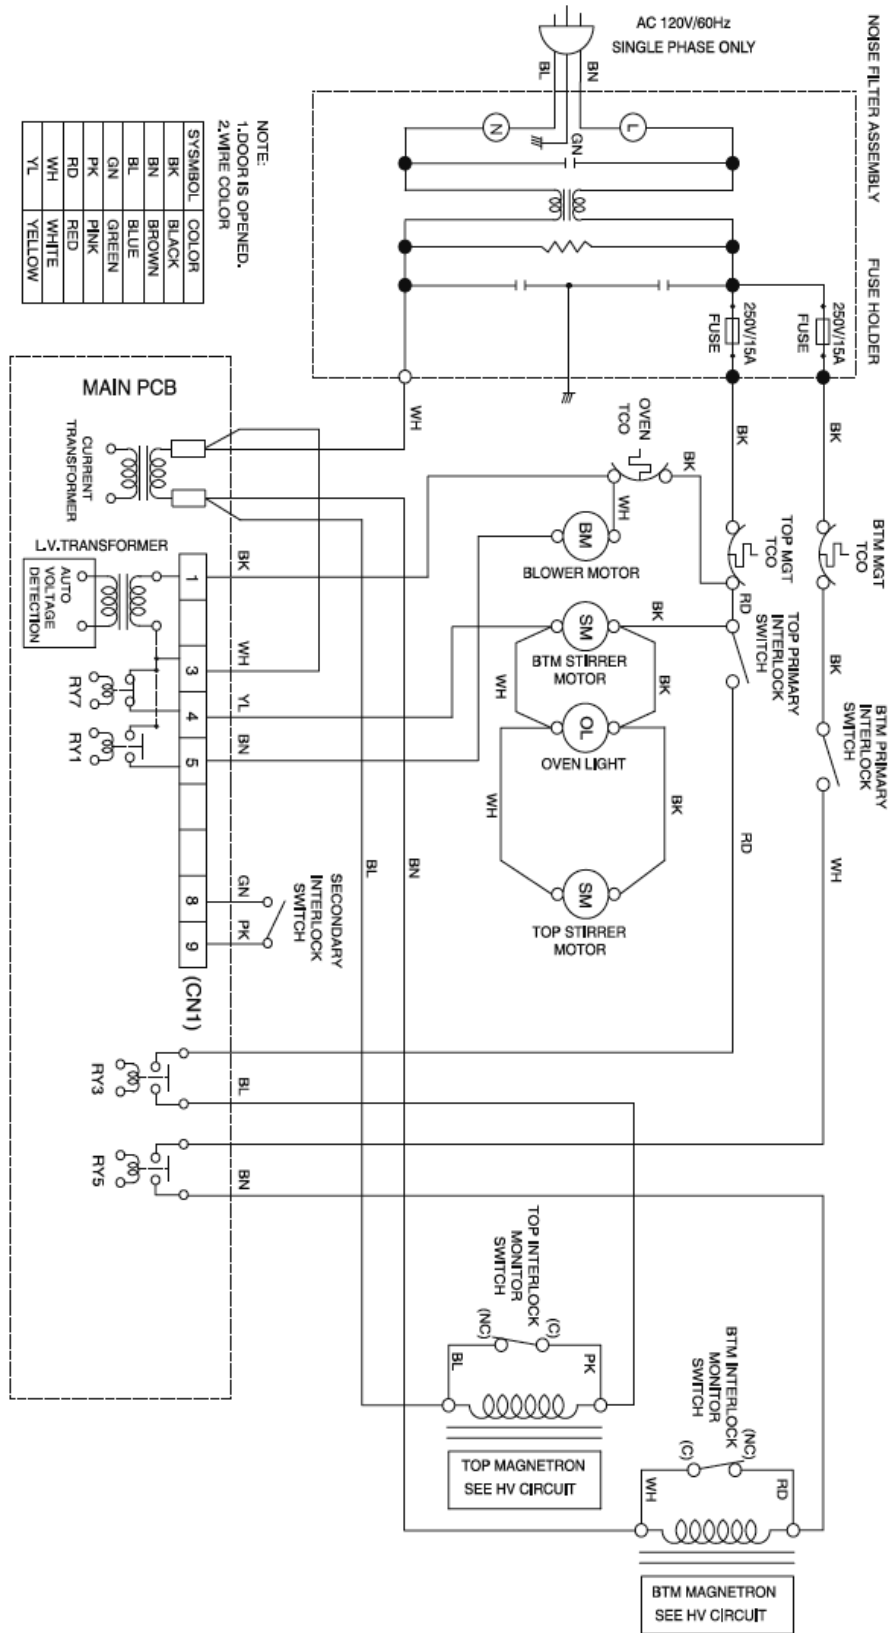 AC 120V/60Hz
SINGLE PHASE ONLY
NOISE FILTER ASSEMBLY
FUSE HOLDER
BL
BN
N
GN
L
250V/15A
FUSE
250V/15A
FUSE
NOTE:
1.DOOR IS OPENED.
2.WIRE COLOR
SYSMBOL COLOR
BK BLACK
BN BROWN
BL BLUE
GN GREEN
PK PINK
RD RED
WH WHITE
YL YELLOW
MAIN PCB
CURRENT
TRANSFORMER
L.V.TRANSFORMER
AUTO
VOLTAGE
DETECTION
RY7
RY1
1
3
4
5
8
9
(CN1)
BK
WH
YL
BN
GN
PK
SECONDARY
INTERLOCK
SWITCH
WH
BL
BN
OVEN
TCO
BK
WH
BM
BLOWER MOTOR
BK
TOP MGT
TCO
RD
TOP PRIMARY
INTERLOCK
SWITCH
RD
BK
BTM MGT
TCO
BK
BTM PRIMARY
INTERLOCK
SWITCH
WH
SM
BTM STIRRER
MOTOR
BK
WH
BK
OL
OVEN LIGHT
WH
BK
SM
TOP STIRRER
MOTOR
RY3
BL
RY5
BN
TOP INTERLOCK
MONITOR
SWITCH
(NC)
(C)
BL
PK
TOP MAGNETRON
SEE HV CIRCUIT
BTM INTERLOCK
MONITOR
SWITCH
(C)
(NC)
WH
RD
BTM MAGNETRON
SEE HV CIRCUIT